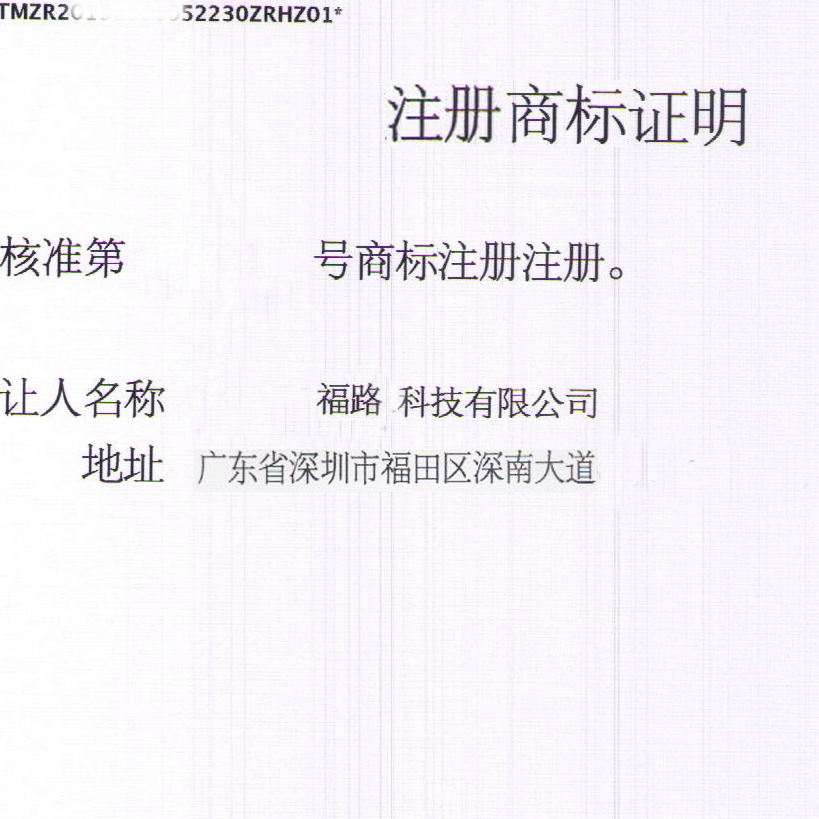 TMZR201 52230ZRHZ01*
注册商标证明
核准第 号商标注册注册。
让人名称 福路 科技有限公司
地址 广东省深圳市福田区深南大道